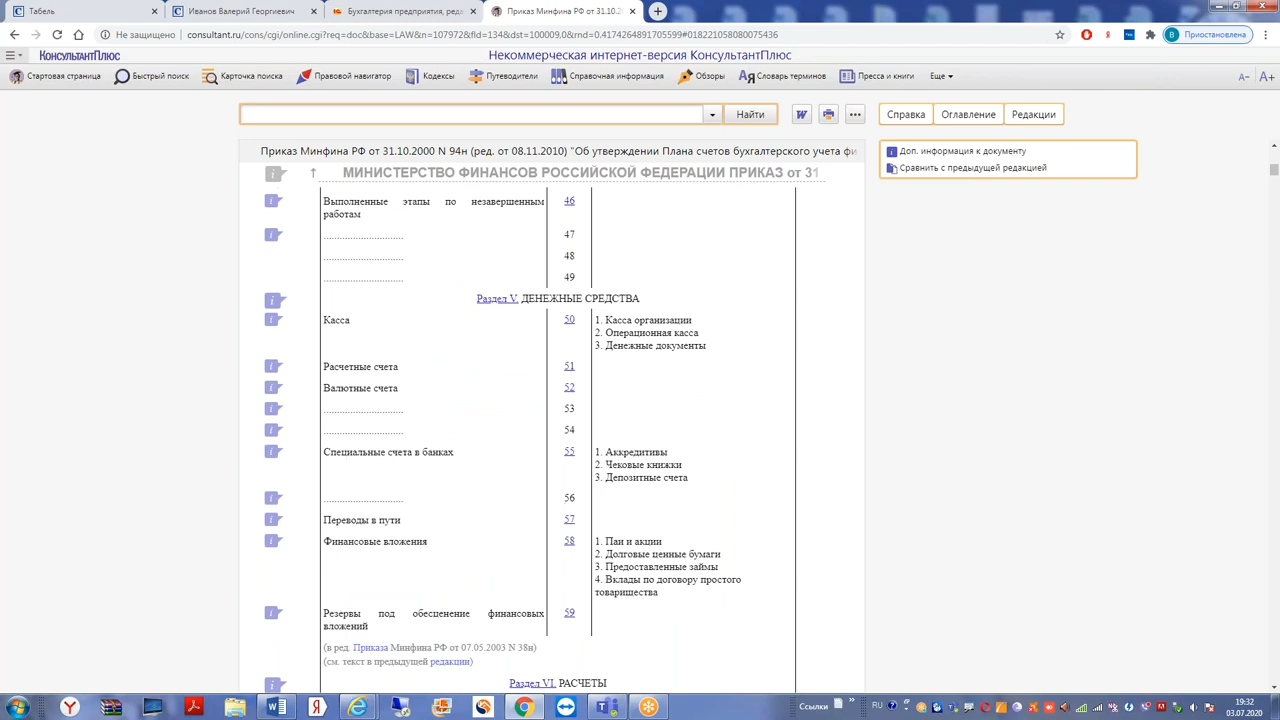 Табель
Иванов Валерий Георгиевич
Бухгалтерия предприятия, реда
Приказ Минфина РФ от 31.10.20
Не защищено
consultant.ru/cons/cgi/online.cgi?req=doc&base=LAW&n=107972&fld=134&dst=100009,0&rnd=0.4174264891705599#018221058080075436
Приостановлена
КонсультантПлюс
Некоммерческая интернет-версия КонсультантПлюс
Стартовая страница
Быстрый поиск
Карточка поиска
Правовой навигатор
Кодексы
Путеводители
Справочная информация
Обзоры
Словарь терминов
Пресса и книги
Еще
A-
A+
Найти
Справка
Оглавление
Редакции
Приказ Минфина РФ от 31.10.2000 N 94н (ред. от 08.11.2010) "Об утверждении Плана счетов бухгалтерского учета фи
Доп. информация к документу
Сравнить с предыдущей редакцией
МИНИСТЕРСТВО ФИНАНСОВ РОССИЙСКОЙ ФЕДЕРАЦИИ ПРИКАЗ от 31
Выполненные этапы по незавершенным 46
работам
............................ 47
............................ 48
............................ 49
Раздел V. ДЕНЕЖНЫЕ СРЕДСТВА
Касса 50 1. Касса организации
2. Операционная касса
3. Денежные документы
Расчетные счета 51
Валютные счета 52
............................ 53
............................ 54
Специальные счета в банках 55 1. Аккредитивы
2. Чековые книжки
3. Депозитные счета
............................ 56
Переводы в пути 57
Финансовые вложения 58 1. Паи и акции
2. Долговые ценные бумаги
3. Предоставленные займы
4. Вклады по договору простого
товарищества
Резервы под обесценение финансовых 59
вложений
(в ред. Приказа Минфина РФ от 07.05.2003 N 38н)
(см. текст в предыдущей редакции)
Раздел VI. РАСЧЕТЫ
Ссылки
RU
19:32
03.07.2020